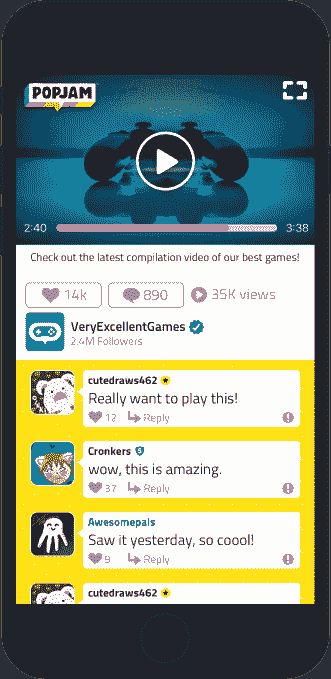 POPJAM
2:40
3:38
Check out the latest compilation video of our best games!
14k
890
35K views
VeryExcellentGames
2.4M Followers
cutedraws462
Really want to play this!
12 Reply
Cronkers
wow, this is amazing.
37 Reply
Awesomepals
Saw it yesterday, so coool!
9 Reply
cutedraws462